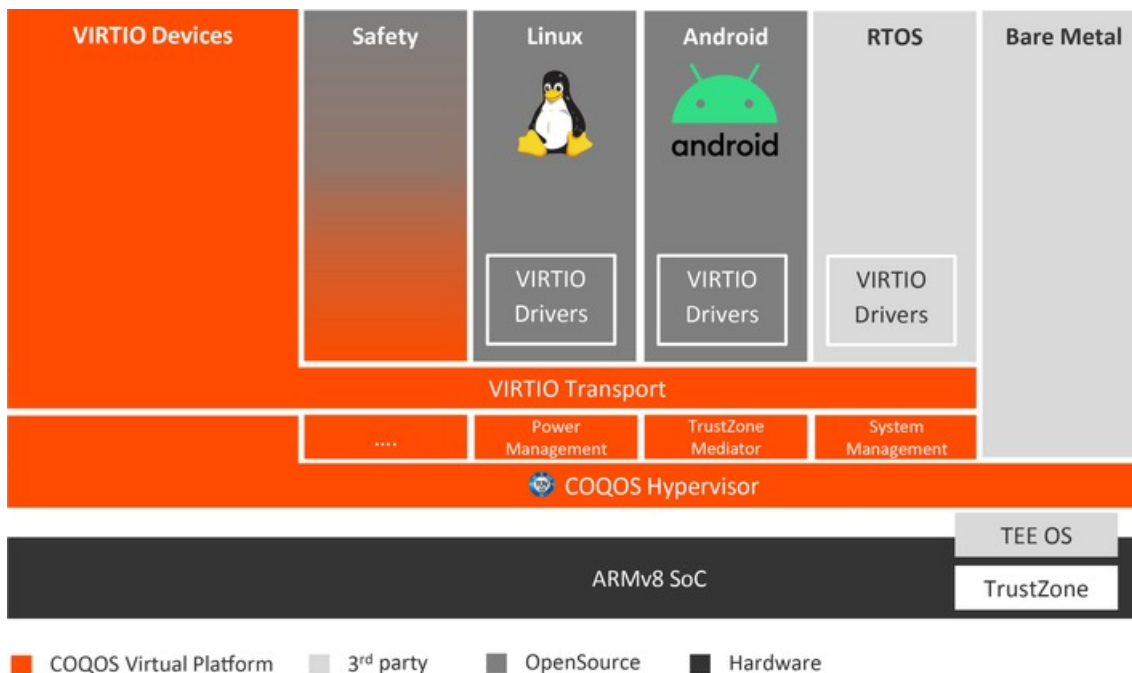 VIRTIO Devices
Safety
Linux
Android
RTOS
Bare Metal
android
VIRTIO
Drivers
VIRTIO
Drivers
VIRTIO
Drivers
VIRTIO Transport
....
Power
Management
TrustZone
Mediator
System
Management
COQOS Hypervisor
TEE OS
ARMv8 SoC
TrustZone
COQOS Virtual Platform
3rd party
OpenSource
Hardware